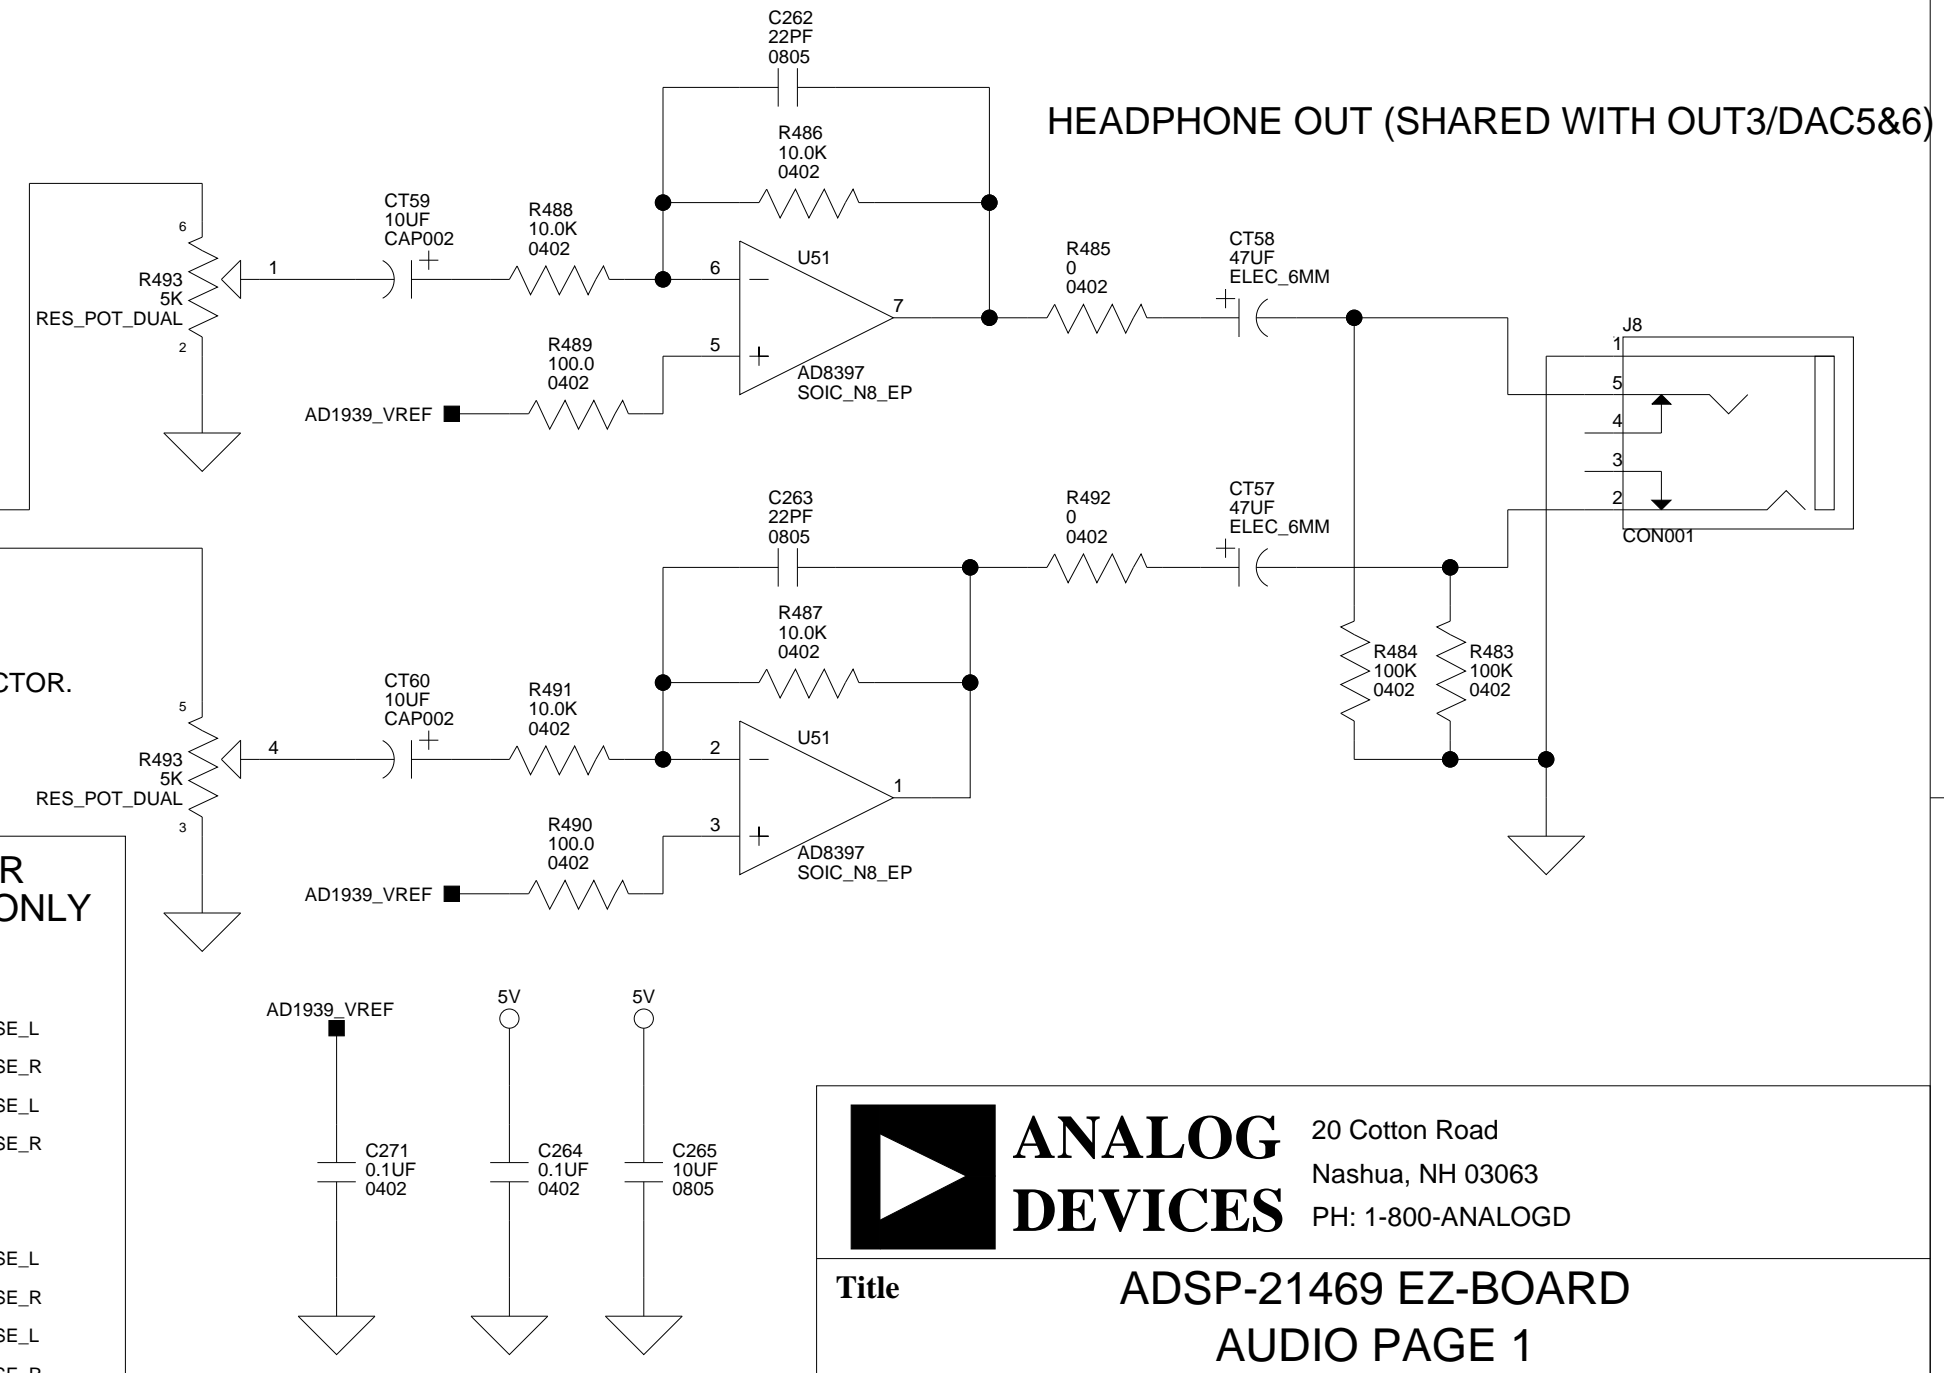 C262
22PF
0805
HEADPHONE OUT (SHARED WITH OUT3/DAC5&6)
R486
10.0K
0402
CT59
10UF
CAP002
+
R488
10.0K
0402
6
R493
5K
RES_POT_DUAL
2
1
6
5
U51
7
AD8397
SOIC_N8_EP
R489
100.0
0402
AD1939_VREF
R485
0
0402
CT58
47UF
ELEC_6MM
+
J8
1
5
4
3
2
CON001
C263
22PF
0805
R487
10.0K
0402
R492
0
0402
CT57
47UF
ELEC_6MM
+
R484
100K
0402
R483
100K
0402
CTOR.
CT60
10UF
CAP002
+
R491
10.0K
0402
5
R493
5K
RES_POT_DUAL
3
4
2
3
U51
1
AD8397
SOIC_N8_EP
R490
100.0
0402
AD1939_VREF
R
ONLY
SE_L
SE_R
SE_L
SE_R
SE_L
SE_R
SE_L
AD1939_VREF
C271
0.1UF
0402
5V
C264
0.1UF
0402
5V
C265
10UF
0805
ANALOG
DEVICES
20 Cotton Road
Nashua, NH 03063
PH: 1-800-ANALOGD
Title
ADSP-21469 EZ-BOARD
AUDIO PAGE 1